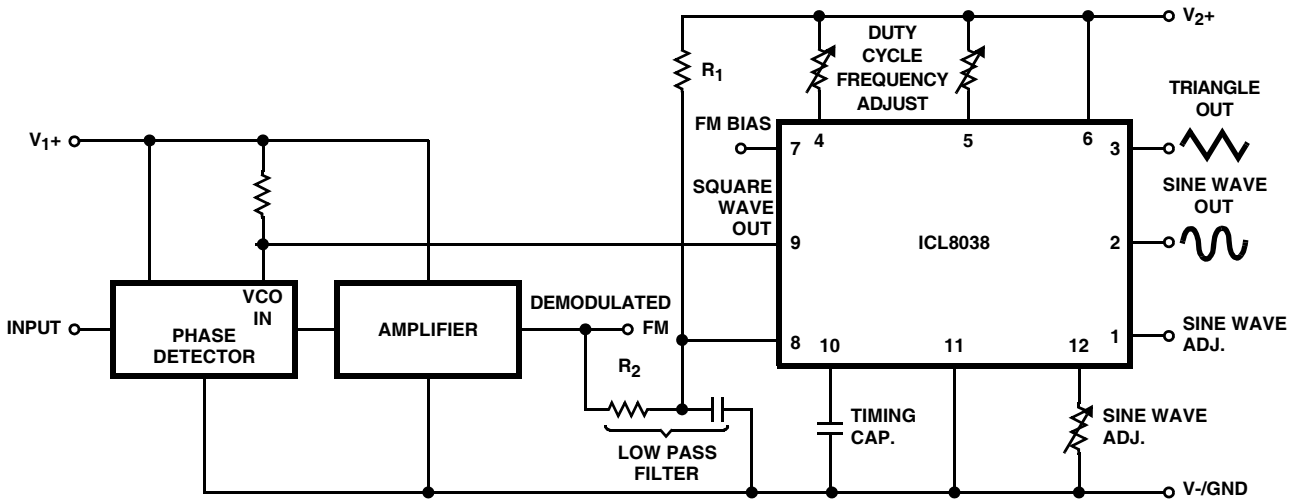 V2+
DUTY
CYCLE
FREQUENCY
ADJUST
R1
TRIANGLE
OUT
V1+
FM BIAS
7
4
5
6
3
SQUARE
WAVE
OUT
SINE WAVE
OUT
9
ICL8038
2
VCO
IN
INPUT
PHASE
DETECTOR
AMPLIFIER
DEMODULATED
FM
8
10
11
12
1
SINE WAVE
ADJ.
R2
LOW PASS
FILTER
TIMING
CAP.
SINE WAVE
ADJ.
V-/GND